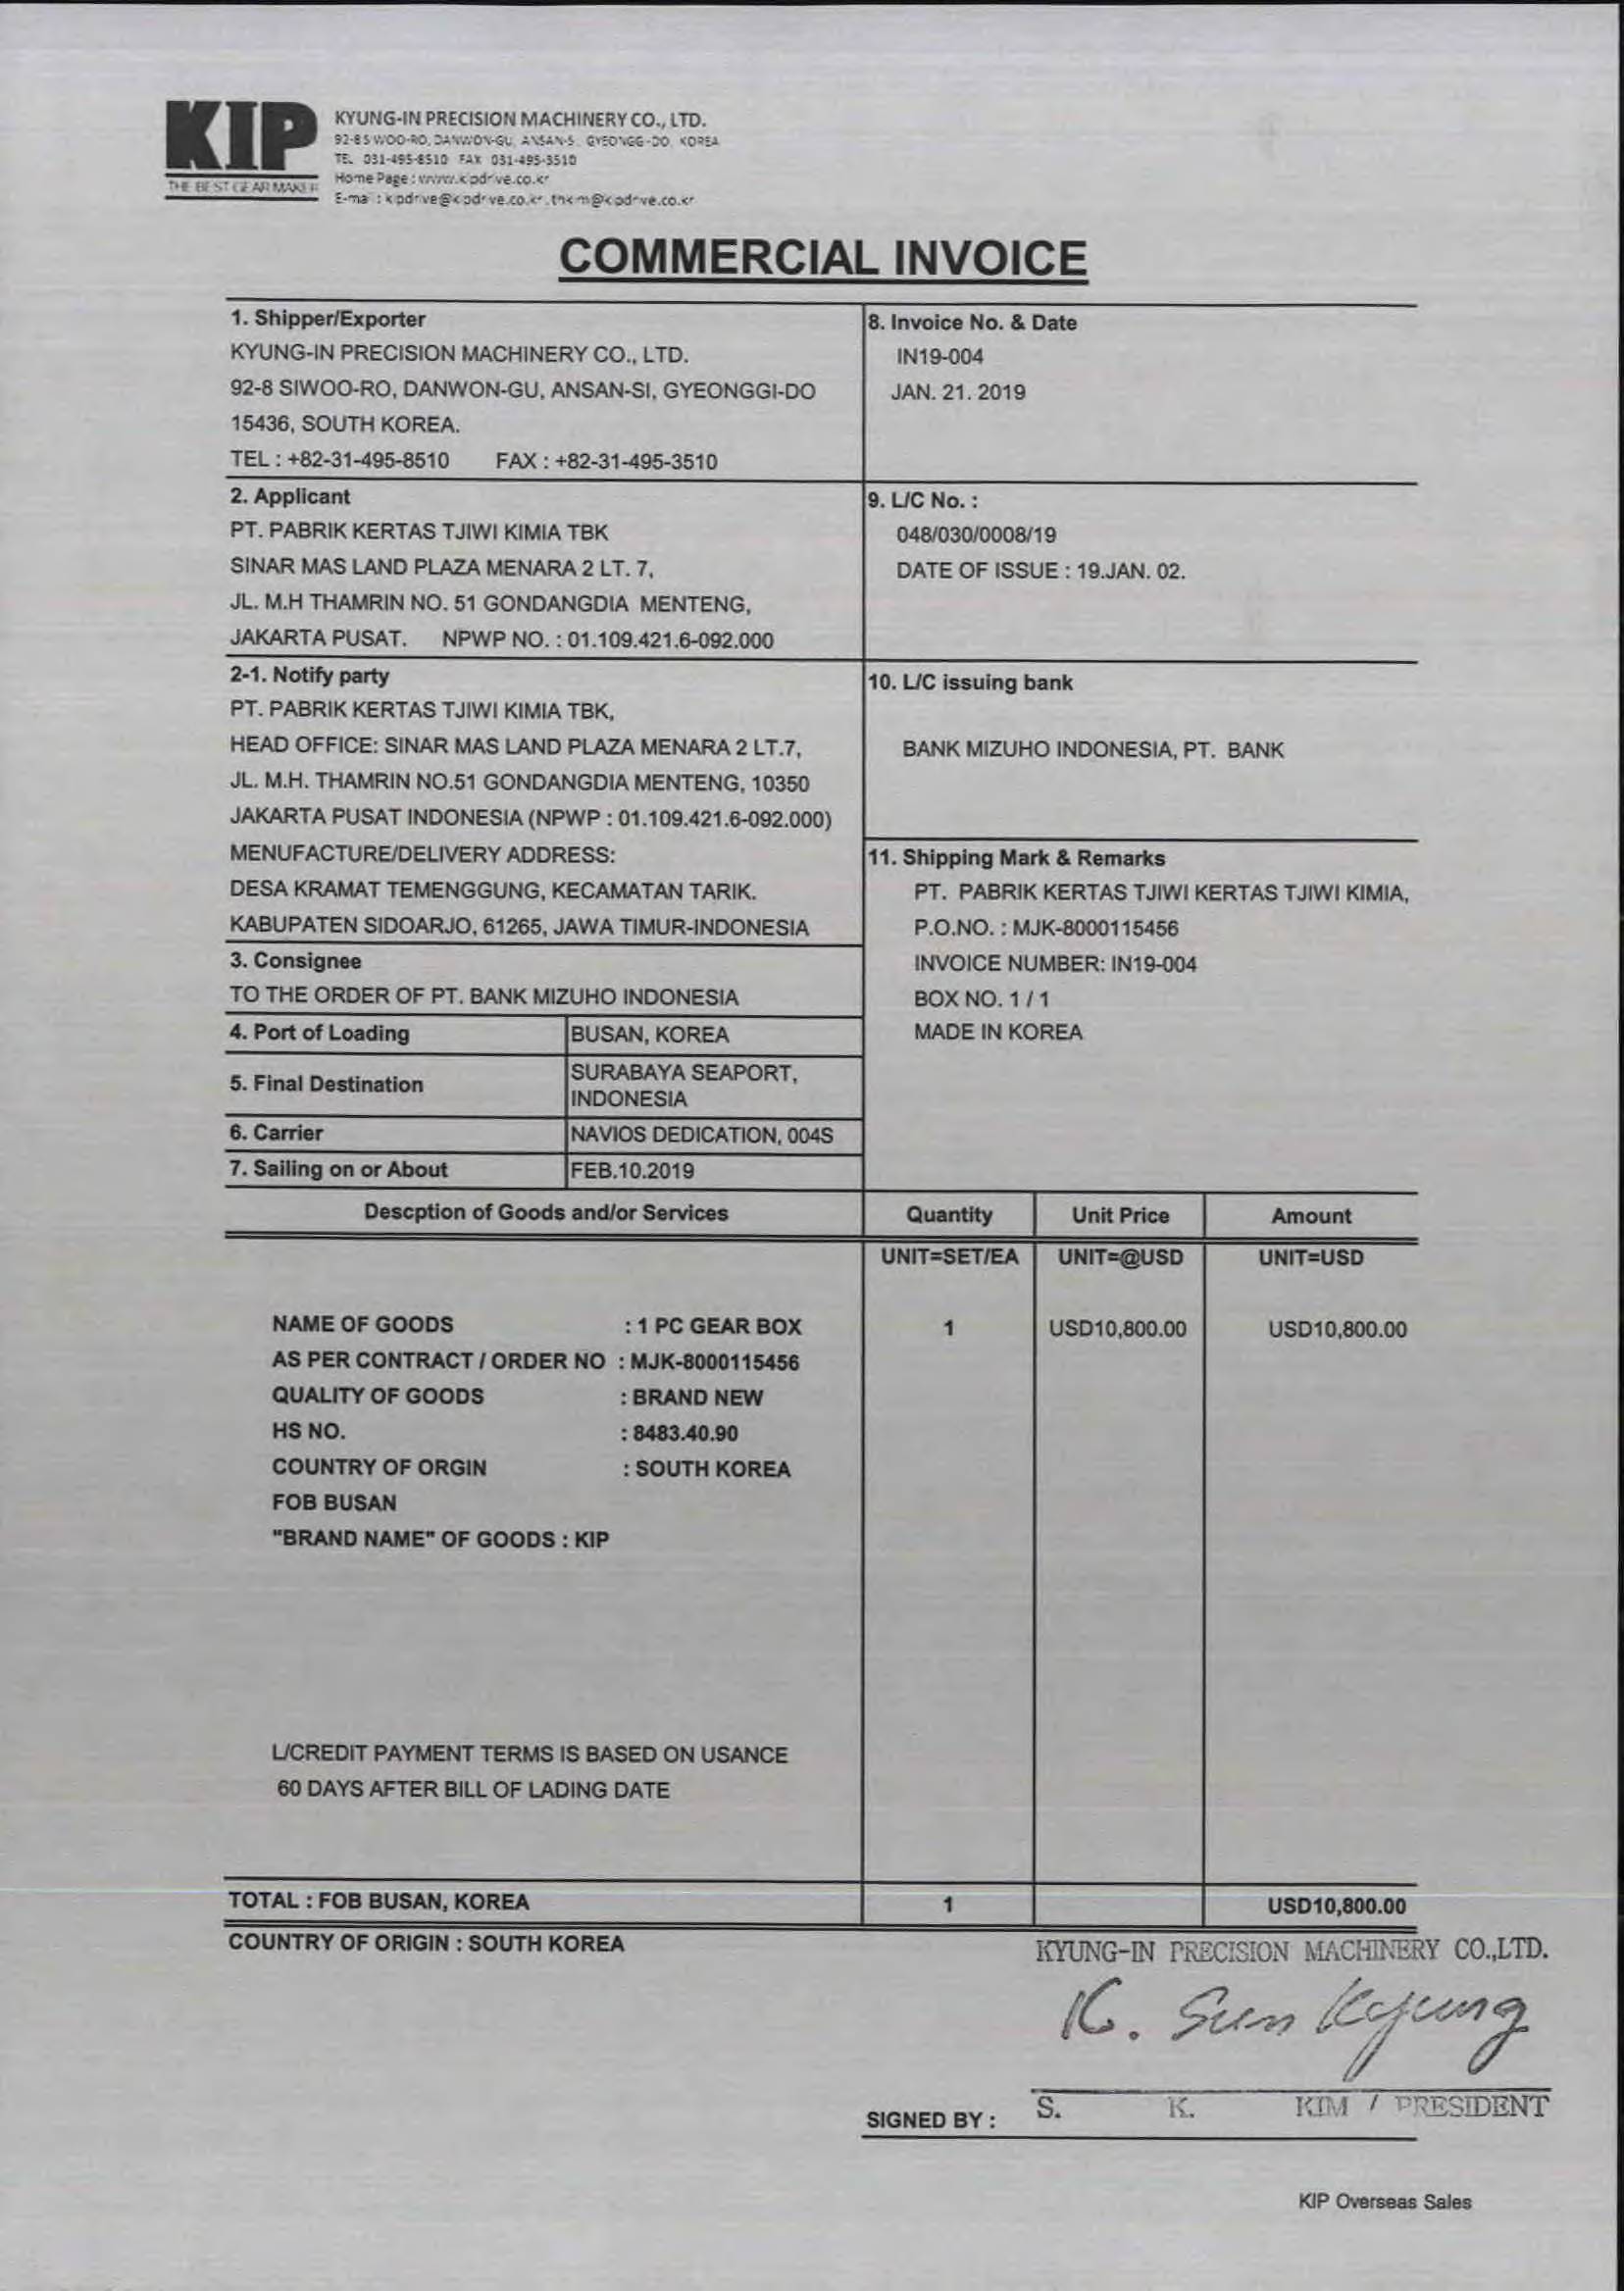 KIP
THE BEST GEAR MAKER
KYUNG-IN PRECISION MACHINERY CO., LTD.
92-8 SIWOO-RO, DANWON-GU, ANSAN-SI, GYEONGGI-DO, KOREA
TEL 031-495-8510 FAX 031-495-3510
Home Page : www.kipdrive.co.kr
E-mail : kipdrive@kipdrive.co.kr
COMMERCIAL INVOICE
1. Shipper/Exporter
KYUNG-IN PRECISION MACHINERY CO., LTD.
92-8 SIWOO-RO, DANWON-GU, ANSAN-SI, GYEONGGI-DO
15436, SOUTH KOREA.
TEL : +82-31-495-8510 FAX : +82-31-495-3510
8. Invoice No. & Date
IN19-004
JAN. 21. 2019
2. Applicant
PT. PABRIK KERTAS TJIWI KIMIA TBK
SINAR MAS LAND PLAZA MENARA 2 LT. 7,
JL. M.H THAMRIN NO. 51 GONDANGDIA MENTENG,
JAKARTA PUSAT. NPWP NO. : 01.109.421.6-092.000
9. L/C No. :
048/030/0008/19
DATE OF ISSUE : 19.JAN. 02.
2-1. Notify party
PT. PABRIK KERTAS TJIWI KIMIA TBK,
HEAD OFFICE: SINAR MAS LAND PLAZA MENARA 2 LT.7,
JL. M.H. THAMRIN NO.51 GONDANGDIA MENTENG, 10350
JAKARTA PUSAT INDONESIA (NPWP : 01.109.421.6-092.000)
MENUFACTURE/DELIVERY ADDRESS:
DESA KRAMAT TEMENGGUNG, KECAMATAN TARIK.
KABUPATEN SIDOARJO, 61265, JAWA TIMUR-INDONESIA
10. L/C issuing bank
BANK MIZUHO INDONESIA, PT. BANK
11. Shipping Mark & Remarks
PT. PABRIK KERTAS TJIWI KERTAS TJIWI KIMIA,
P.O.NO. : MJK-8000115456
INVOICE NUMBER: IN19-004
BOX NO. 1 / 1
MADE IN KOREA
3. Consignee
TO THE ORDER OF PT. BANK MIZUHO INDONESIA
4. Port of Loading BUSAN, KOREA
5. Final Destination SURABAYA SEAPORT,
INDONESIA
6. Carrier NAVIOS DEDICATION, 004S
7. Sailing on or About FEB.10.2019
Descption of Goods and/or Services Quantity Unit Price Amount
UNIT=SET/EA UNIT=@USD UNIT=USD
NAME OF GOODS : 1 PC GEAR BOX 1 USD10,800.00 USD10,800.00
AS PER CONTRACT / ORDER NO : MJK-8000115456
QUALITY OF GOODS : BRAND NEW
HS NO. : 8483.40.90
COUNTRY OF ORGIN : SOUTH KOREA
FOB BUSAN
"BRAND NAME" OF GOODS : KIP
L/CREDIT PAYMENT TERMS IS BASED ON USANCE
60 DAYS AFTER BILL OF LADING DATE
TOTAL : FOB BUSAN, KOREA 1 USD10,800.00
COUNTRY OF ORIGIN : SOUTH KOREA
KYUNG-IN PRECISION MACHINERY CO.,LTD.
K. Sun Kyung
SIGNED BY : S. K. KIM / PRESIDENT
KIP Overseas Sales